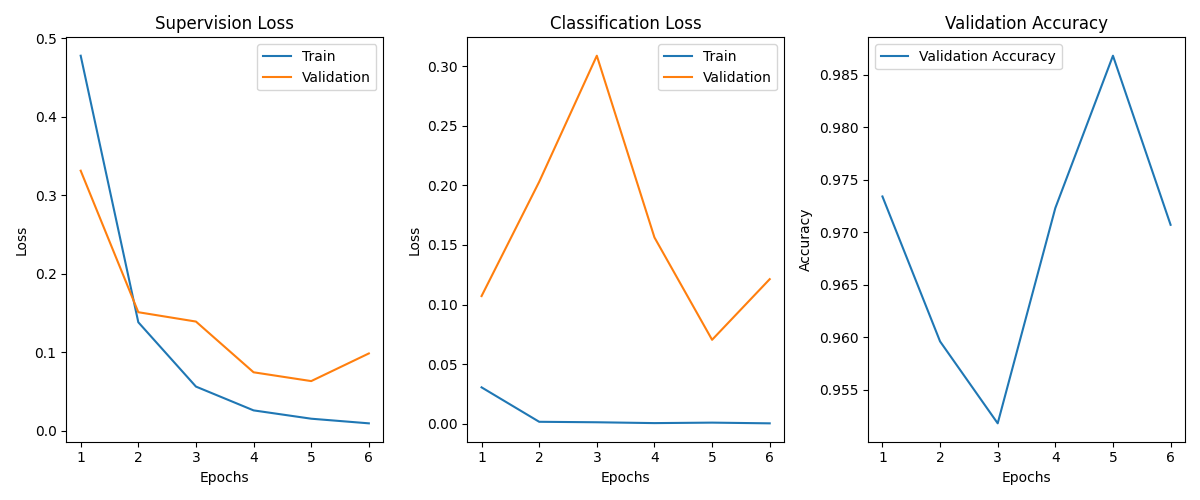 Supervision Loss
Loss
0.5
0.4
0.3
0.2
0.1
0.0
1 2 3 4 5 6
Epochs
Train
Validation
Classification Loss
Loss
0.30
0.25
0.20
0.15
0.10
0.05
0.00
1 2 3 4 5 6
Epochs
Train
Validation
Validation Accuracy
Accuracy
0.985
0.980
0.975
0.970
0.965
0.960
0.955
1 2 3 4 5 6
Epochs
Validation Accuracy